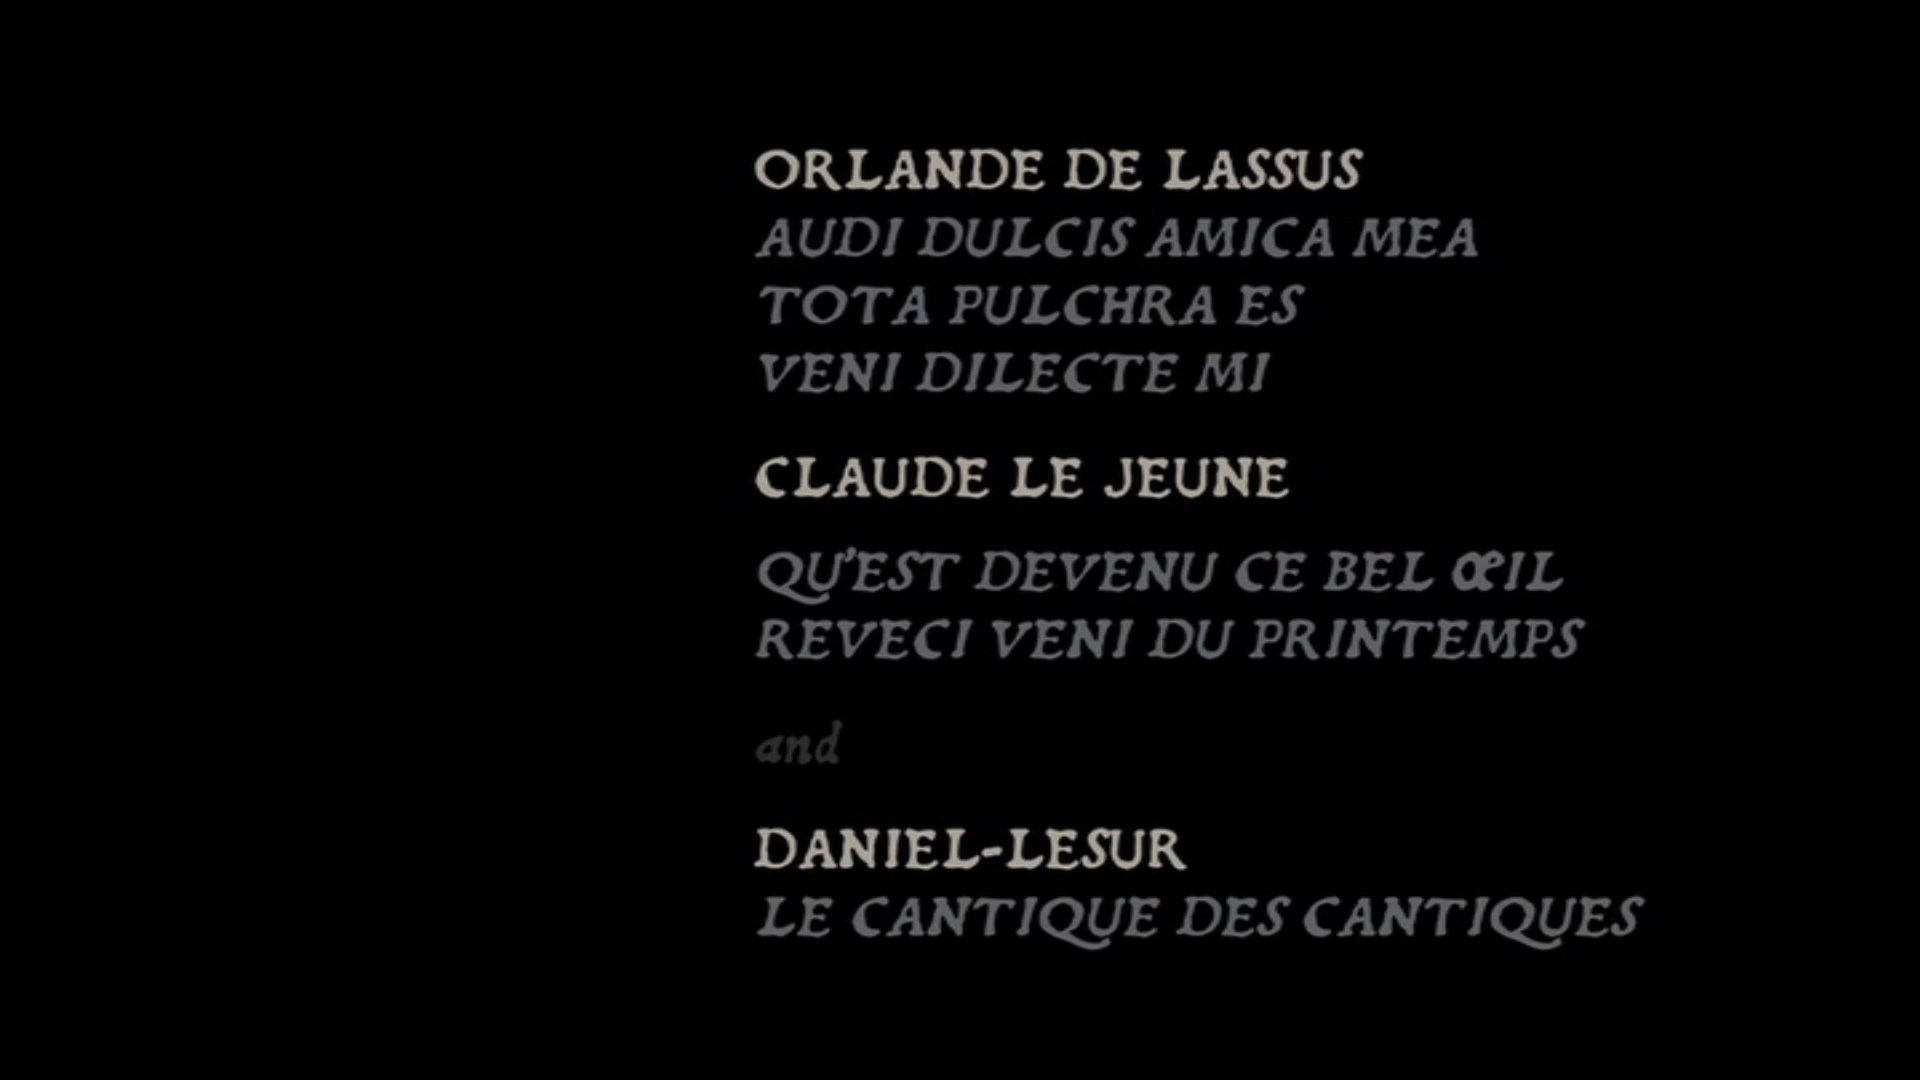 ORLANDE DE LASSUS
AUDI DULCIS AMICA MEA
TOTA PULCHRA ES
VENI DILECTE MI
CLAUDE LE JEUNE
QU'EST DEVENU CE BEL ŒIL
REVECI VENI DU PRINTEMPS
and
DANIEL-LESUR
LE CANTIQUE DES CANTIQUES